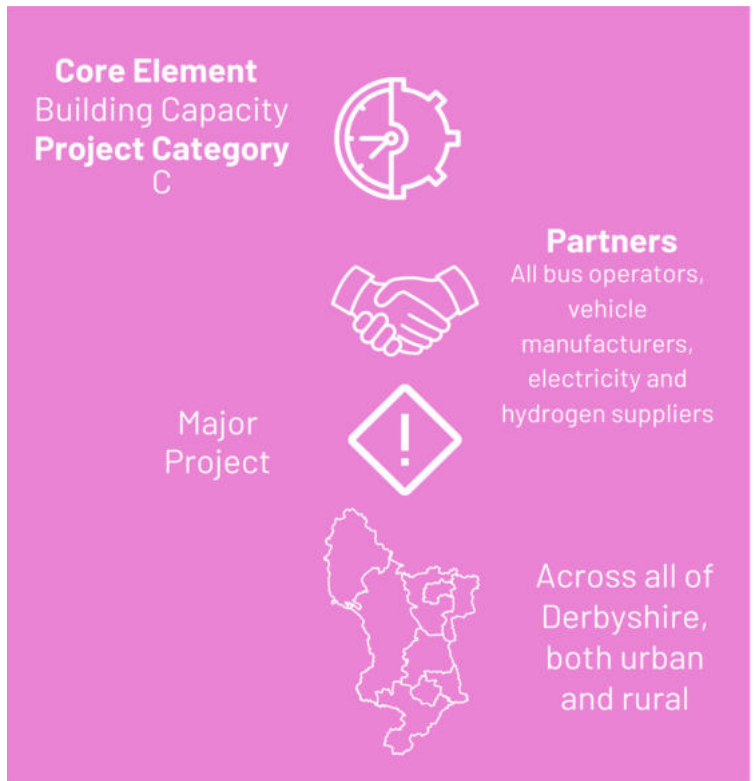 Core Element
Building Capacity
Project Category
C
Partners
All bus operators,
vehicle
manufacturers,
electricity and
hydrogen suppliers
Major
Project
Across all of
Derbyshire,
both urban
and rural